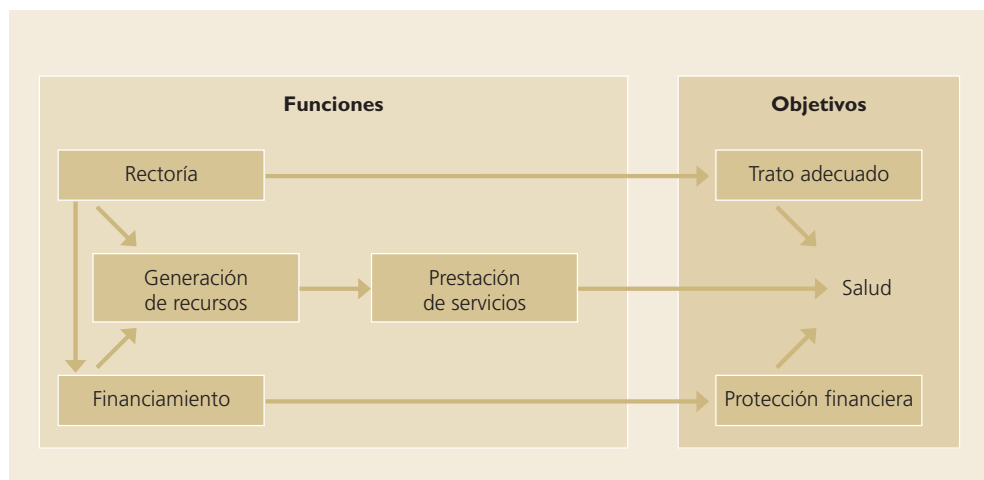 Funciones
Objetivos
Rectoría
Trato adecuado
Generación
de recursos
Prestación
de servicios
Salud
Financiamiento
Protección financiera